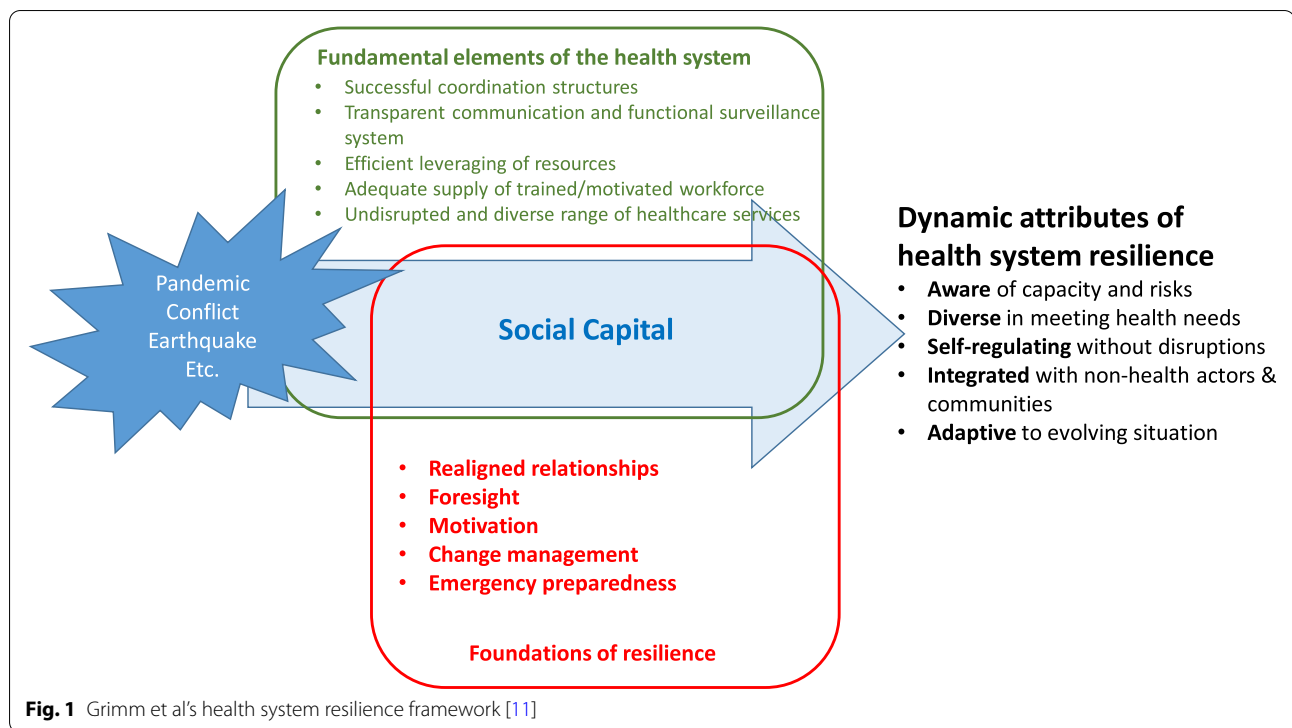 Fundamental elements of the health system
• Successful coordination structures
• Transparent communication and functional surveillance
system
• Efficient leveraging of resources
• Adequate supply of trained/motivated workforce
• Undisrupted and diverse range of healthcare services
Pandemic
Conflict
Earthquake
Etc.
Social Capital
Dynamic attributes of
health system resilience
• Aware of capacity and risks
• Diverse in meeting health needs
• Self-regulating without disruptions
• Integrated with non-health actors &
communities
• Adaptive to evolving situation
• Realigned relationships
• Foresight
• Motivation
• Change management
• Emergency preparedness
Foundations of resilience
Fig. 1 Grimm et al’s health system resilience framework [11]